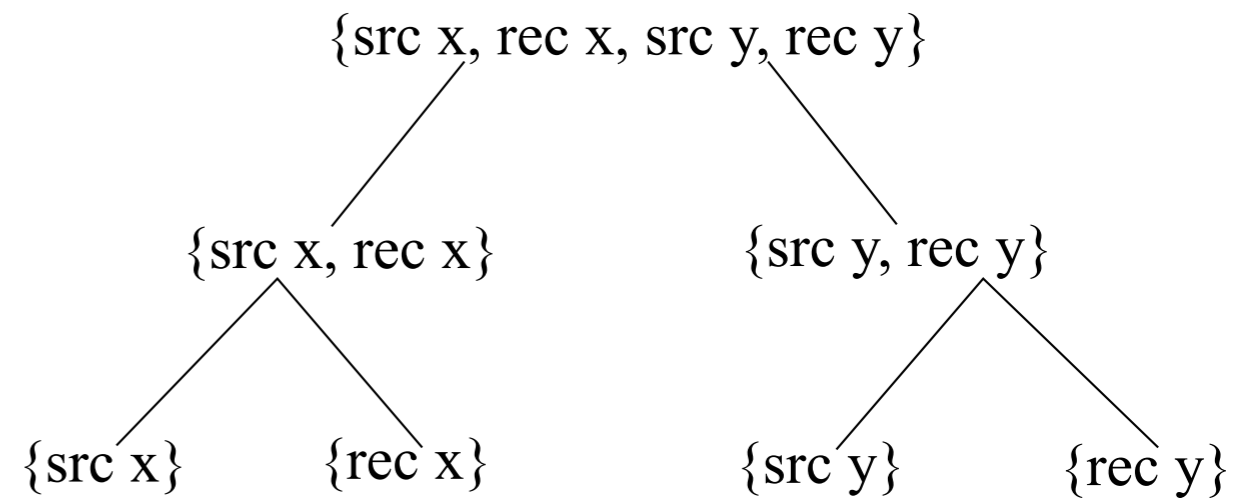 {src x, rec x, src y, rec y}
{src x, rec x} {src y, rec y}
{src x} {rec x} {src y} {rec y}